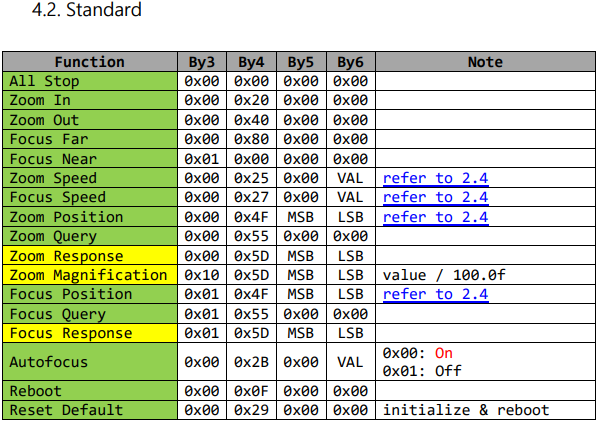 4.2. Standard
Function By3 By4 By5 By6 Note
All Stop 0x00 0x00 0x00 0x00
Zoom In 0x00 0x20 0x00 0x00
Zoom Out 0x00 0x40 0x00 0x00
Focus Far 0x00 0x80 0x00 0x00
Focus Near 0x01 0x00 0x00 0x00
Zoom Speed 0x00 0x25 0x00 VAL refer to 2.4
Focus Speed 0x00 0x27 0x00 VAL refer to 2.4
Zoom Position 0x00 0x4F MSB LSB refer to 2.4
Zoom Query 0x00 0x55 0x00 0x00
Zoom Response 0x00 0x5D MSB LSB
Zoom Magnification 0x10 0x5D MSB LSB value / 100.0f
Focus Position 0x01 0x4F MSB LSB refer to 2.4
Focus Query 0x01 0x55 0x00 0x00
Focus Response 0x01 0x5D MSB LSB
Autofocus 0x00 0x2B 0x00 VAL 0x00: On
0x01: Off
Reboot 0x00 0x0F 0x00 0x00
Reset Default 0x00 0x29 0x00 0x00 initialize & reboot